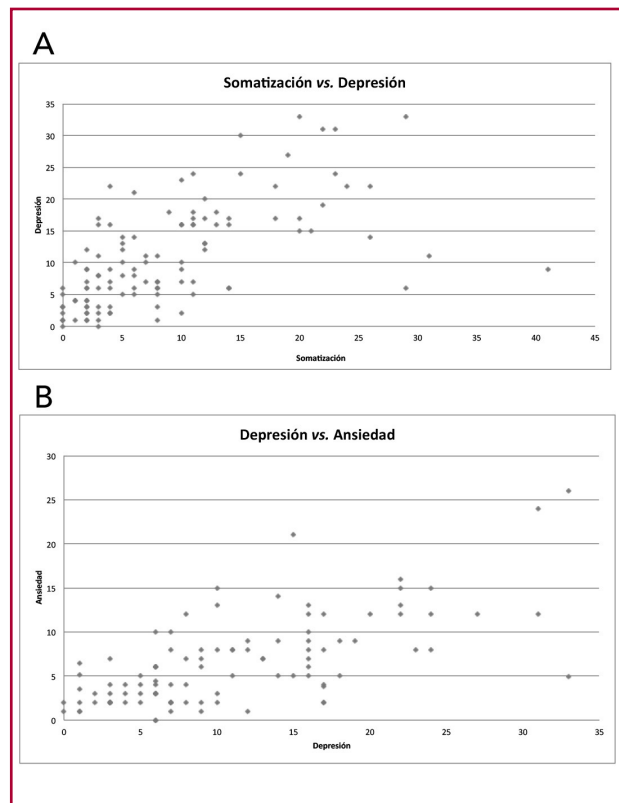 A
Somatización vs. Depresión
35
30
25
20
15
10
5
0
Depresión
0 5 10 15 20 25 30 35 40 45
Somatización
B
Depresión vs. Ansiedad
30
25
20
15
10
5
0
Ansiedad
0 5 10 15 20 25 30 35
Depresión